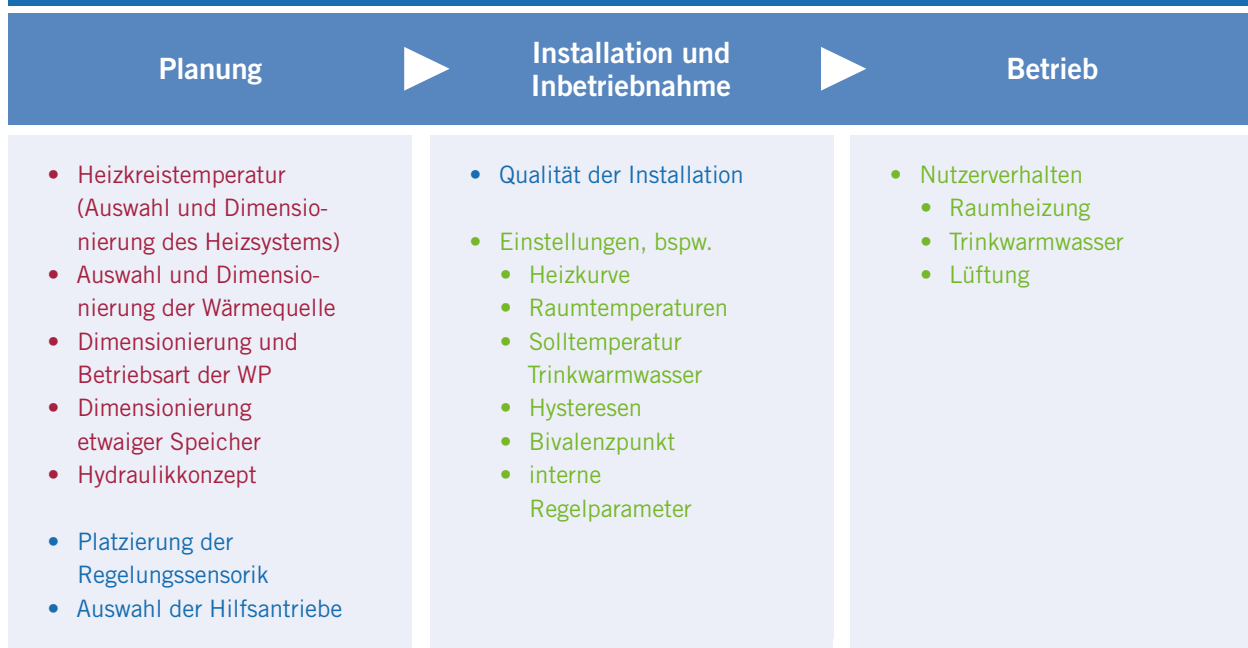 Planung
Installation und
Inbetriebnahme
Betrieb
• Heizkreistemperatur
(Auswahl und Dimensio-
nierung des Heizsystems)
• Auswahl und Dimensio-
nierung der Wärmequelle
• Dimensionierung und
Betriebsart der WP
• Dimensionierung
etwaiger Speicher
• Hydraulikkonzept
• Platzierung der
Regelungssensorik
• Auswahl der Hilfsantriebe
• Qualität der Installation
• Einstellungen, bspw.
• Heizkurve
• Raumtemperaturen
• Solltemperatur
Trinkwarmwasser
• Hysteresen
• Bivalenzpunkt
• interne
Regelparameter
• Nutzerverhalten
• Raumheizung
• Trinkwarmwasser
• Lüftung